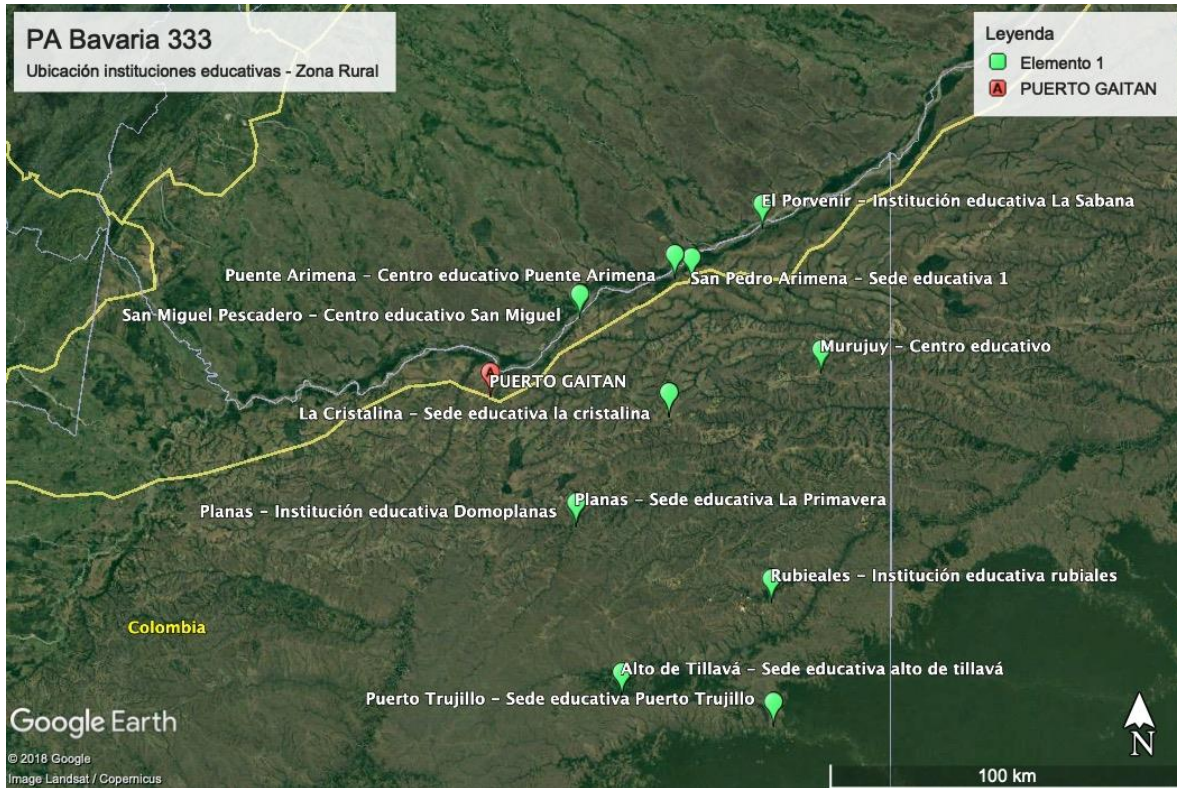 PA Bavaria 333
Ubicación instituciones educativas - Zona Rural
Leyenda
Elemento 1
A PUERTO GAITAN
El Porvenir – Institución educativa La Sabana
Puente Arimena – Centro educativo Puente Arimena
San Pedro Arimena – Sede educativa 1
San Miguel Pescadero – Centro educativo San Miguel
Murujuy – Centro educativo
A
PUERTO GAITAN
La Cristalina – Sede educativa la cristalina
Planas – Sede educativa La Primavera
Planas – Institución educativa Domoplanas
Rubieales – Institución educativa rubiales
Colombia
Alto de Tillavá – Sede educativa alto de tillavá
Puerto Trujillo – Sede educativa Puerto Trujillo
Google Earth
© 2018 Google
Image Landsat / Copernicus
N
100 km